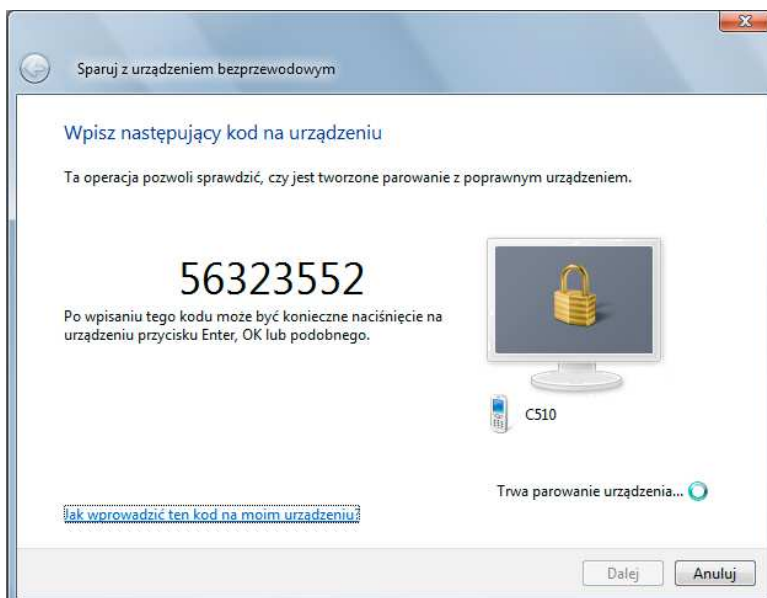 Sparuj z urządzeniem bezprzewodowym
Wpisz następujący kod na urządzeniu
Ta operacja pozwoli sprawdzić, czy jest tworzone parowanie z poprawnym urządzeniem.
56323552
Po wpisaniu tego kodu może być konieczne naciśnięcie na
urządzeniu przycisku Enter, OK lub podobnego.
C510
Trwa parowanie urządzenia...
Jak wprowadzić ten kod na moim urządzeniu?
Dalej
Anuluj